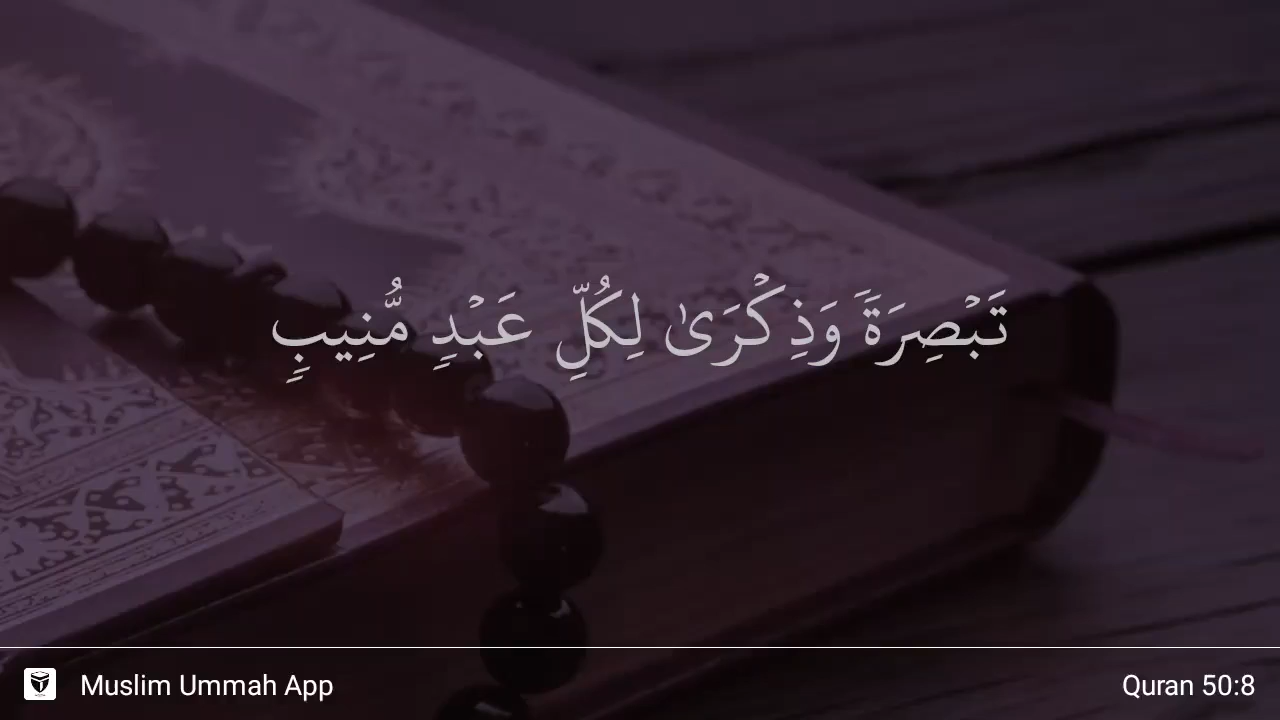 تَبْصِرَةً وَذِكْرَىٰ لِكُلِّ عَبْدٍ مُّنِيبٍ
Muslim Ummah App
Quran 50:8